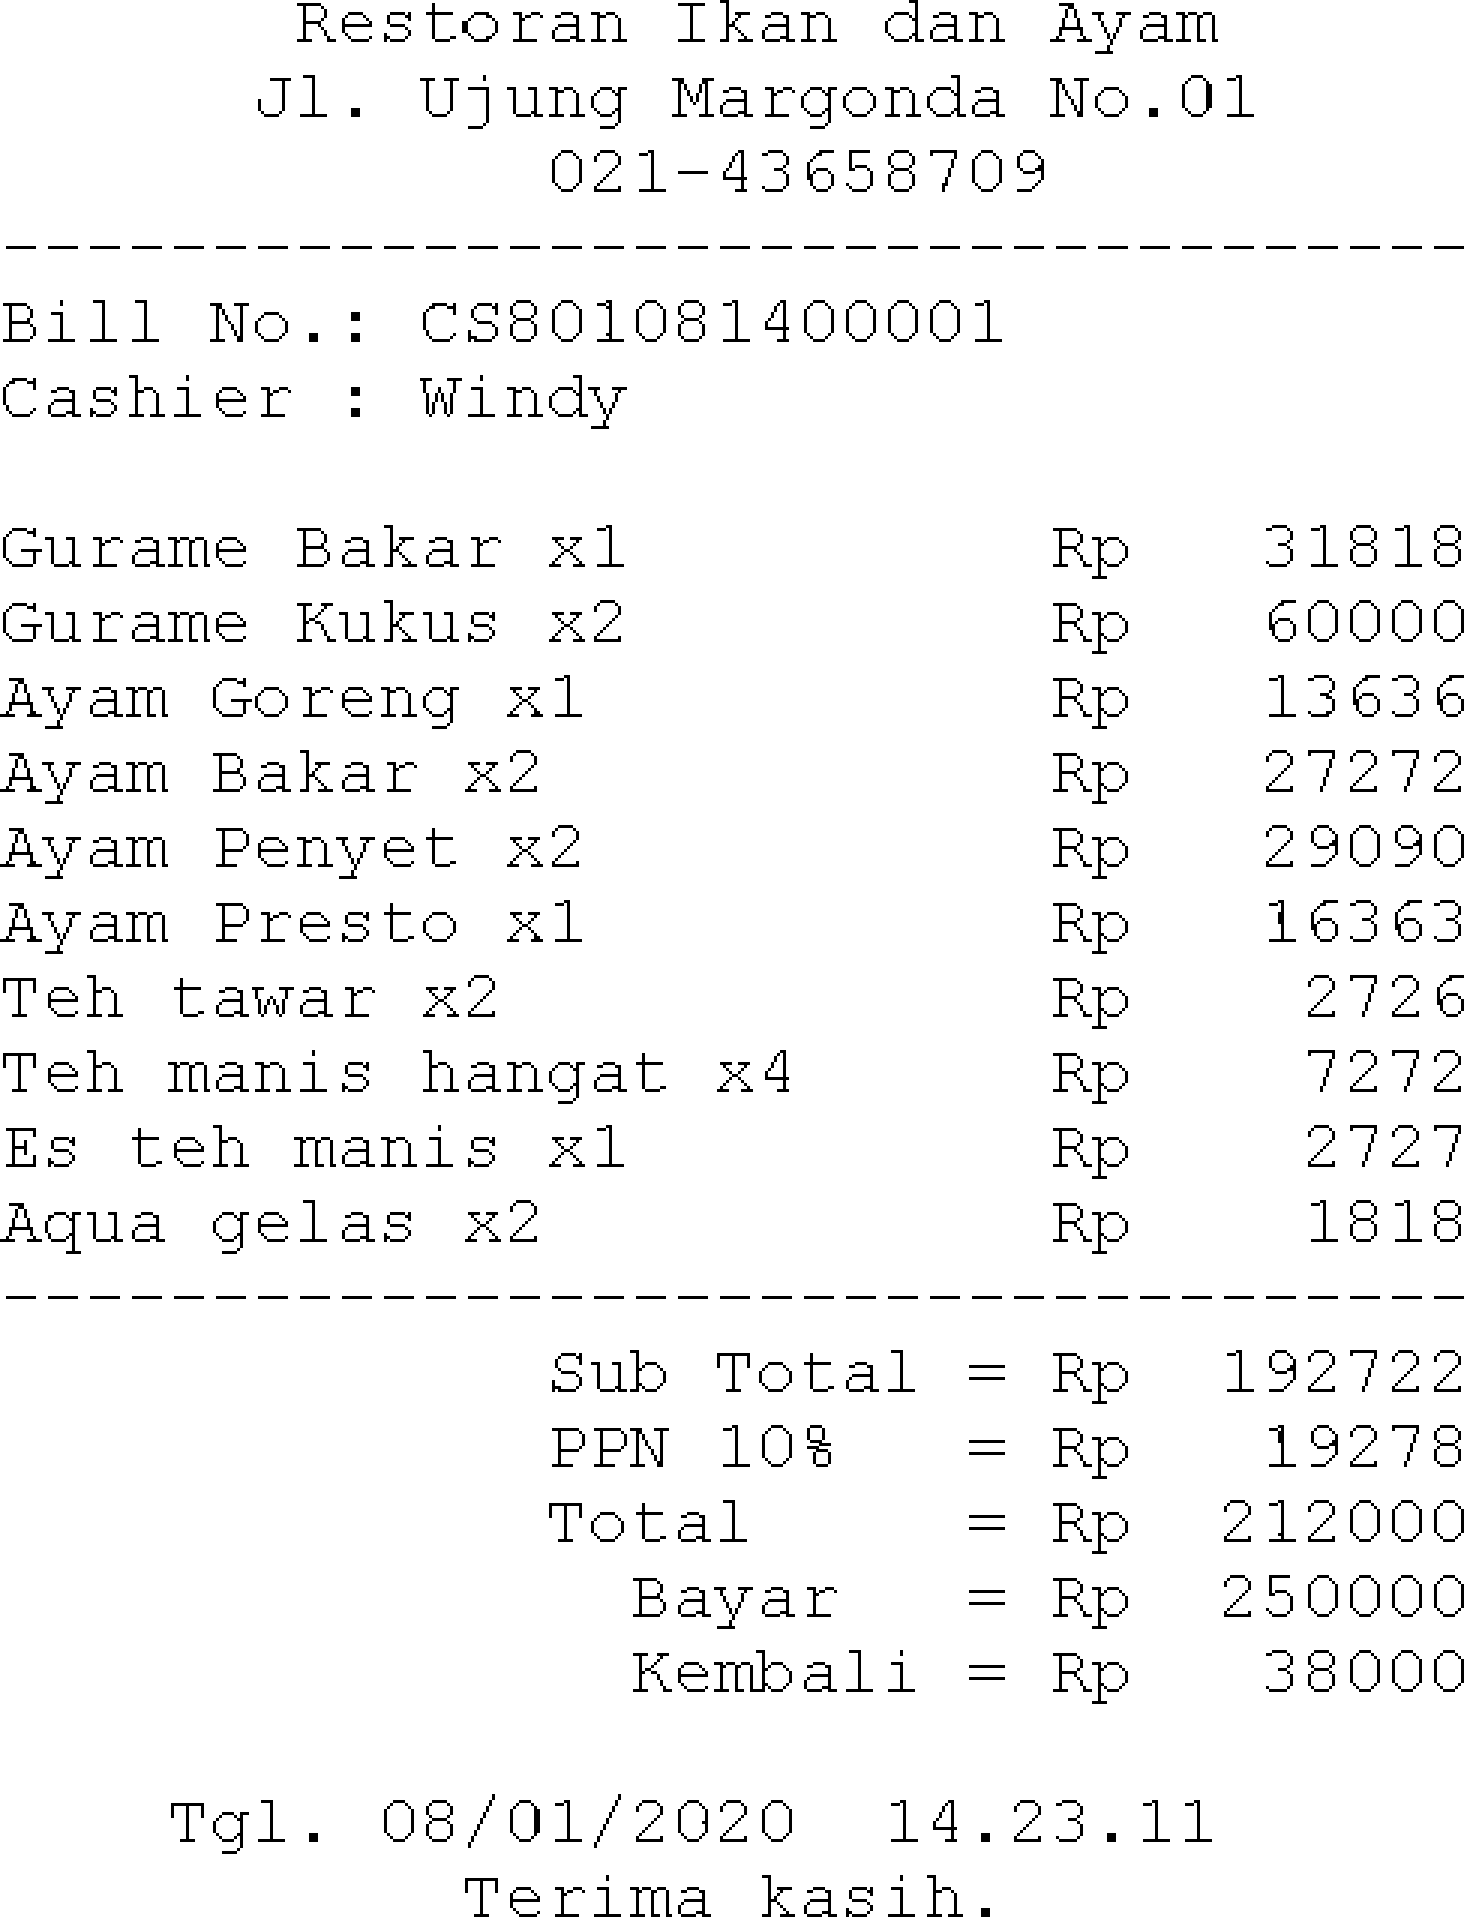 Restoran Ikan dan Ayam
Jl. Ujung Margonda No.01
021-43658709
-----------------------------------
Bill No.: CS801081400001
Cashier : Windy
Gurame Bakar x1 Rp 31818
Gurame Kukus x2 Rp 60000
Ayam Goreng x1 Rp 13636
Ayam Bakar x2 Rp 27272
Ayam Penyet x2 Rp 29090
Ayam Presto x1 Rp 16363
Teh tawar x2 Rp 2726
Teh manis hangat x4 Rp 7272
Es teh manis x1 Rp 2727
Aqua gelas x2 Rp 1818
-----------------------------------
Sub Total = Rp 192722
PPN 10% = Rp 19278
Total = Rp 212000
Bayar = Rp 250000
Kembali = Rp 38000
Tgl. 08/01/2020 14.23.11
Terima kasih.